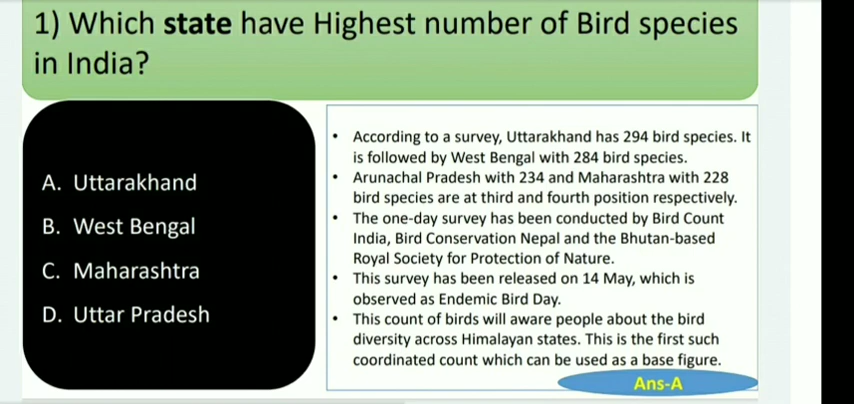 1) Which state have Highest number of Bird species
in India?
A. Uttarakhand
B. West Bengal
C. Maharashtra
D. Uttar Pradesh
• According to a survey, Uttarakhand has 294 bird species. It
is followed by West Bengal with 284 bird species.
• Arunachal Pradesh with 234 and Maharashtra with 228
bird species are at third and fourth position respectively.
• The one-day survey has been conducted by Bird Count
India, Bird Conservation Nepal and the Bhutan-based
Royal Society for Protection of Nature.
• This survey has been released on 14 May, which is
observed as Endemic Bird Day.
• This count of birds will aware people about the bird
diversity across Himalayan states. This is the first such
coordinated count which can be used as a base figure.
Ans-A